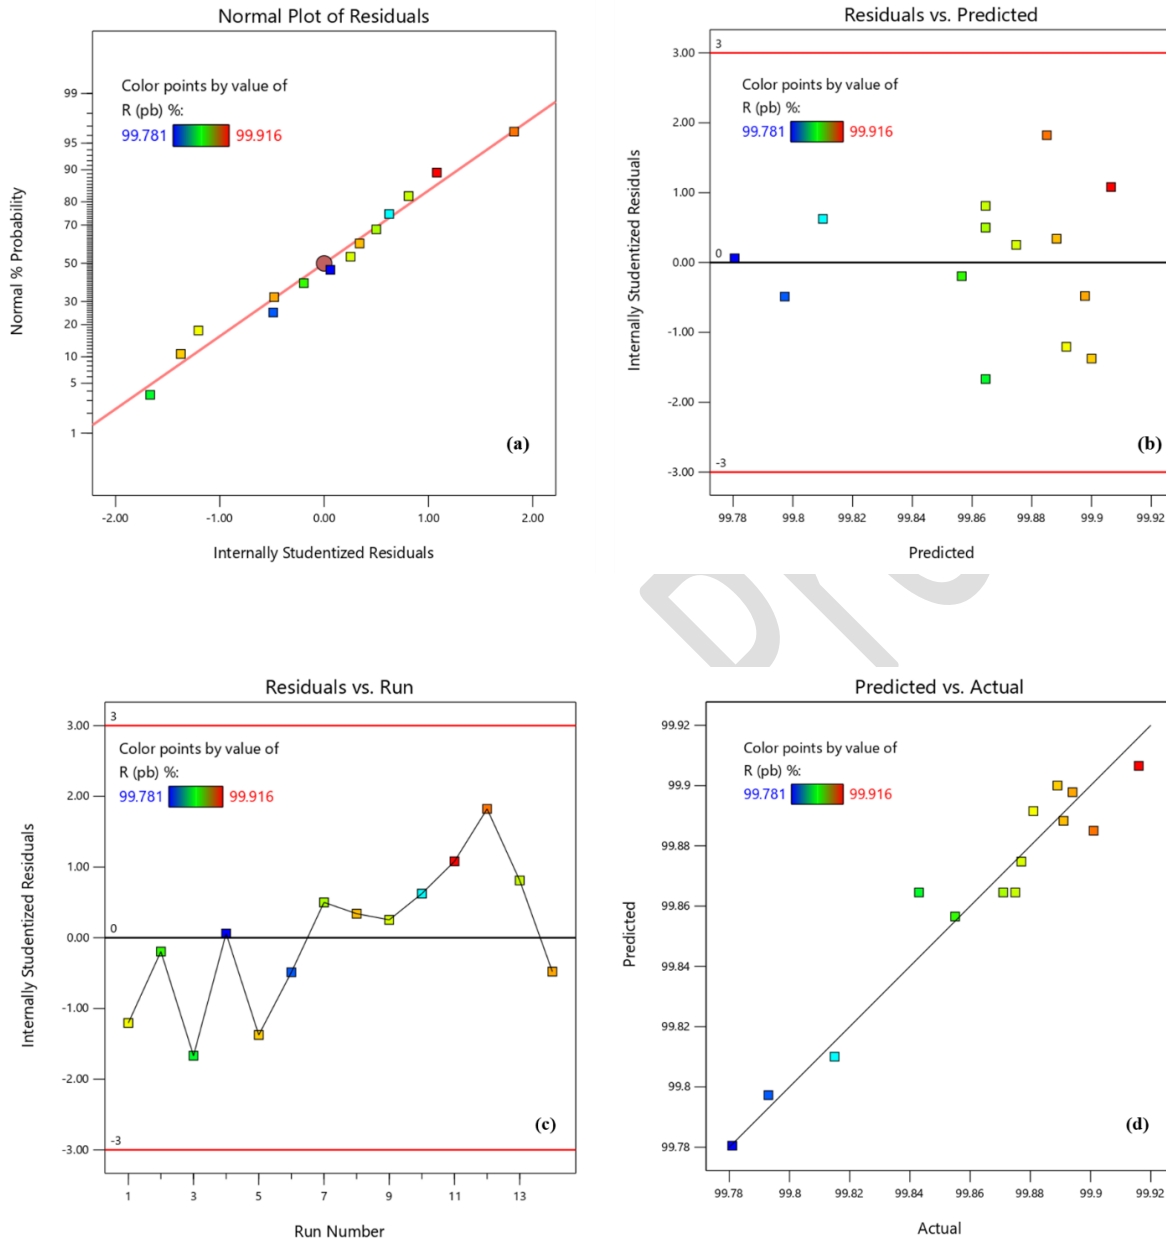 Normal Plot of Residuals
Color points by value of
R (pb) %:
99.781 99.916
Normal % Probability
99
95
90
80
70
50
30
20
10
5
1
(a)
-2.00 -1.00 0.00 1.00 2.00
Internally Studentized Residuals
Residuals vs. Predicted
Color points by value of
R (pb) %:
99.781 99.916
Internally Studentized Residuals
3.00
2.00
1.00
0.00
-1.00
-2.00
-3.00
3
0
-3
(b)
99.78 99.8 99.82 99.84 99.86 99.88 99.9 99.92
Predicted
Residuals vs. Run
Color points by value of
R (pb) %:
99.781 99.916
Internally Studentized Residuals
3.00
2.00
1.00
0.00
-1.00
-2.00
-3.00
3
0
-3
(c)
1 3 5 7 9 11 13
Run Number
Predicted vs. Actual
Color points by value of
R (pb) %:
99.781 99.916
Predicted
99.92
99.9
99.88
99.86
99.84
99.82
99.8
99.78
(d)
99.78 99.8 99.82 99.84 99.86 99.88 99.9 99.92
Actual